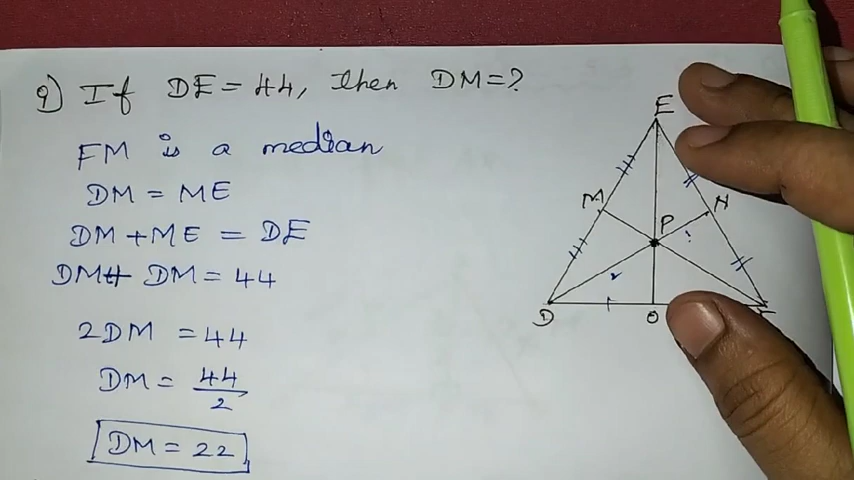 9) If DE = 44, then DM = ?
FM is a median
DM = ME
DM + ME = DE
DM + DM = 44
2DM = 44
DM = 44/2
DM = 22
E
M
N
P
D
O